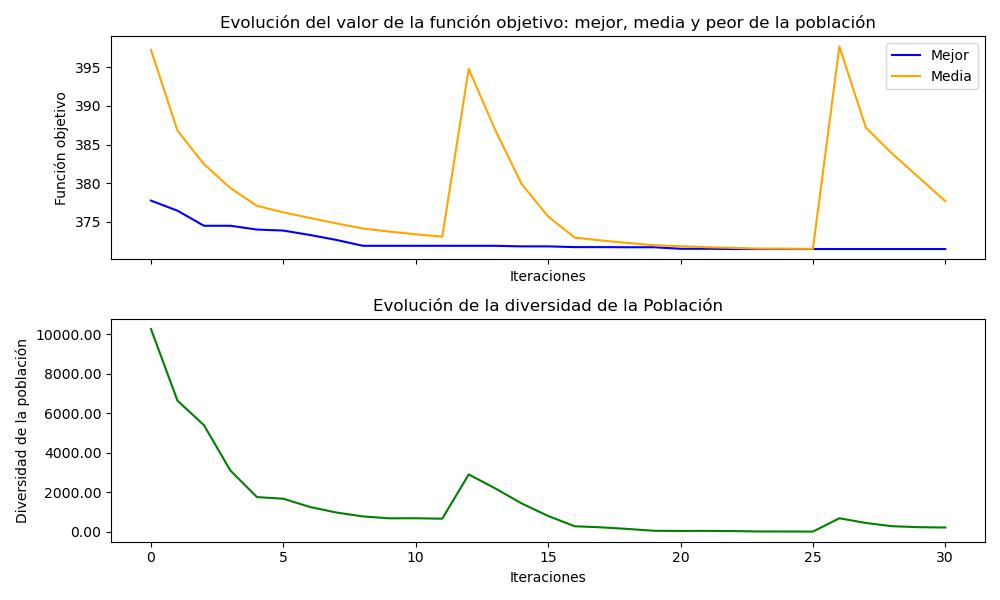 Evolución del valor de la función objetivo: mejor, media y peor de la población
395
390
385
380
375
Función objetivo
Mejor
Media
Iteraciones
Evolución de la diversidad de la Población
10000.00
8000.00
6000.00
4000.00
2000.00
0.00
Diversidad de la población
0 5 10 15 20 25 30
Iteraciones